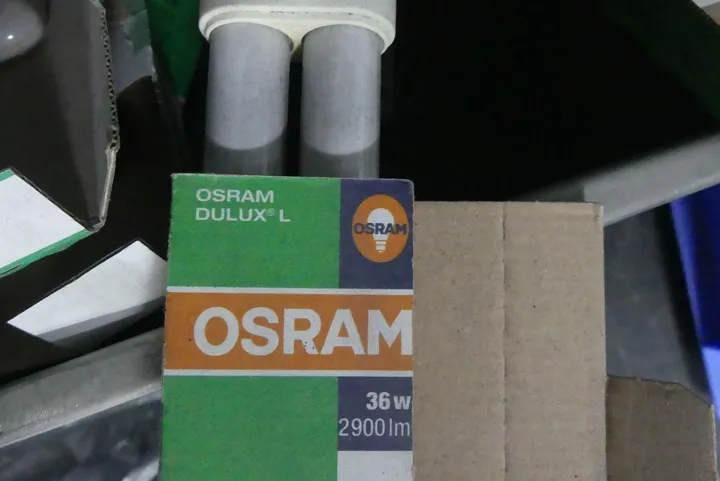 OSRAM
DULUX® L
OSRAM
OSRAM
36 w
2900 lm